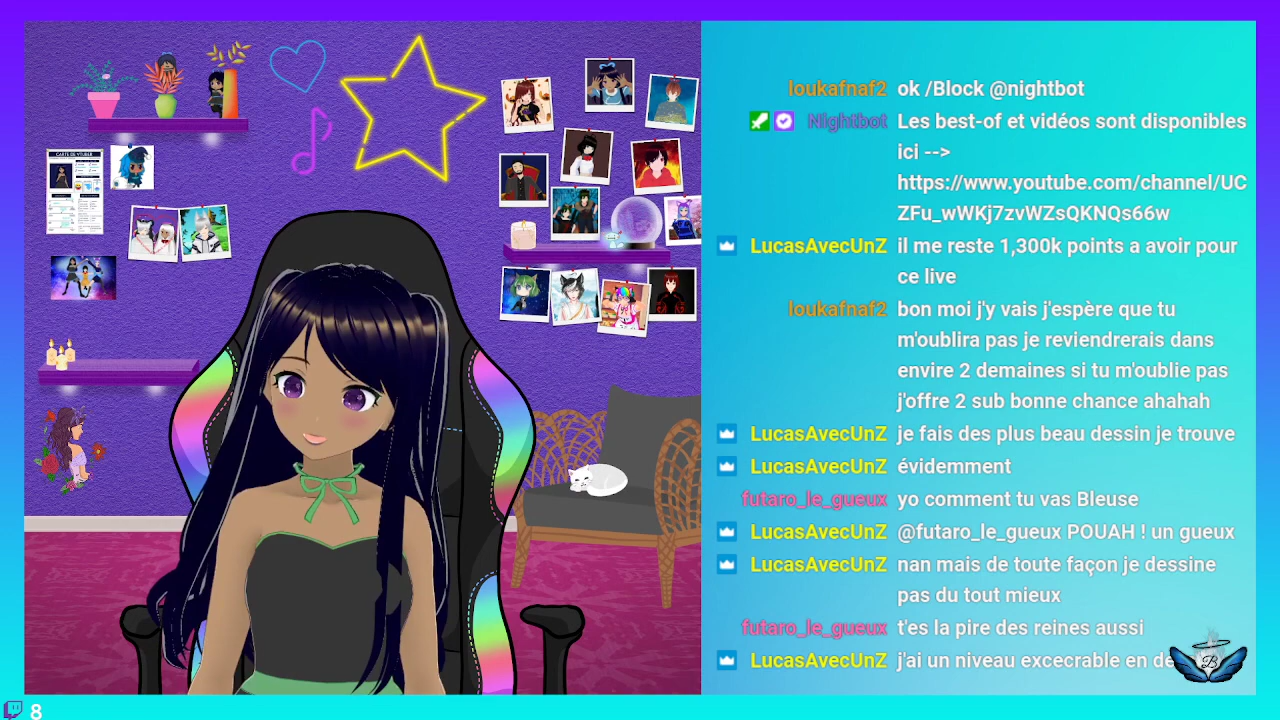 CARTE DE VTUBER
loukafnaf2 ok /Block @nightbot
Nightbot Les best-of et vidéos sont disponibles
ici -->
https://www.youtube.com/channel/UC
ZFu_wWKj7zvWZsQKNQs66w
LucasAvecUnZ il me reste 1,300k points a avoir pour
ce live
loukafnaf2 bon moi j'y vais j'espère que tu
m'oublira pas je reviendrerais dans
envire 2 demaines si tu m'oublie pas
j'offre 2 sub bonne chance ahahah
LucasAvecUnZ je fais des plus beau dessin je trouve
LucasAvecUnZ évidemment
futaro_le_gueux yo comment tu vas Bleuse
LucasAvecUnZ @futaro_le_gueux POUAH ! un gueux
LucasAvecUnZ nan mais de toute façon je dessine
pas du tout mieux
futaro_le_gueux t'es la pire des reines aussi
LucasAvecUnZ j'ai un niveau excecrable en de
B
8